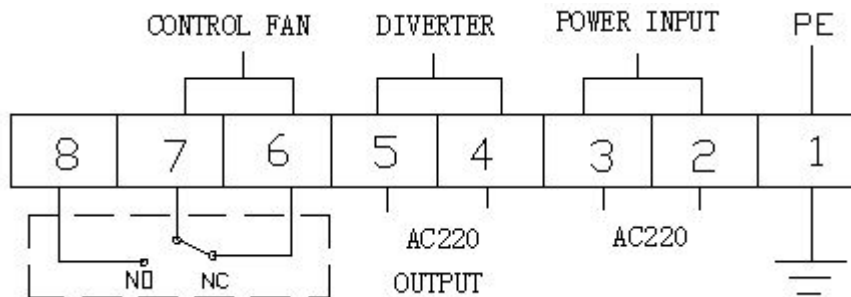 CONTROL FAN DIVERTER POWER INPUT PE
8 7 6 5 4 3 2 1
AC220 AC220
NO NC OUTPUT